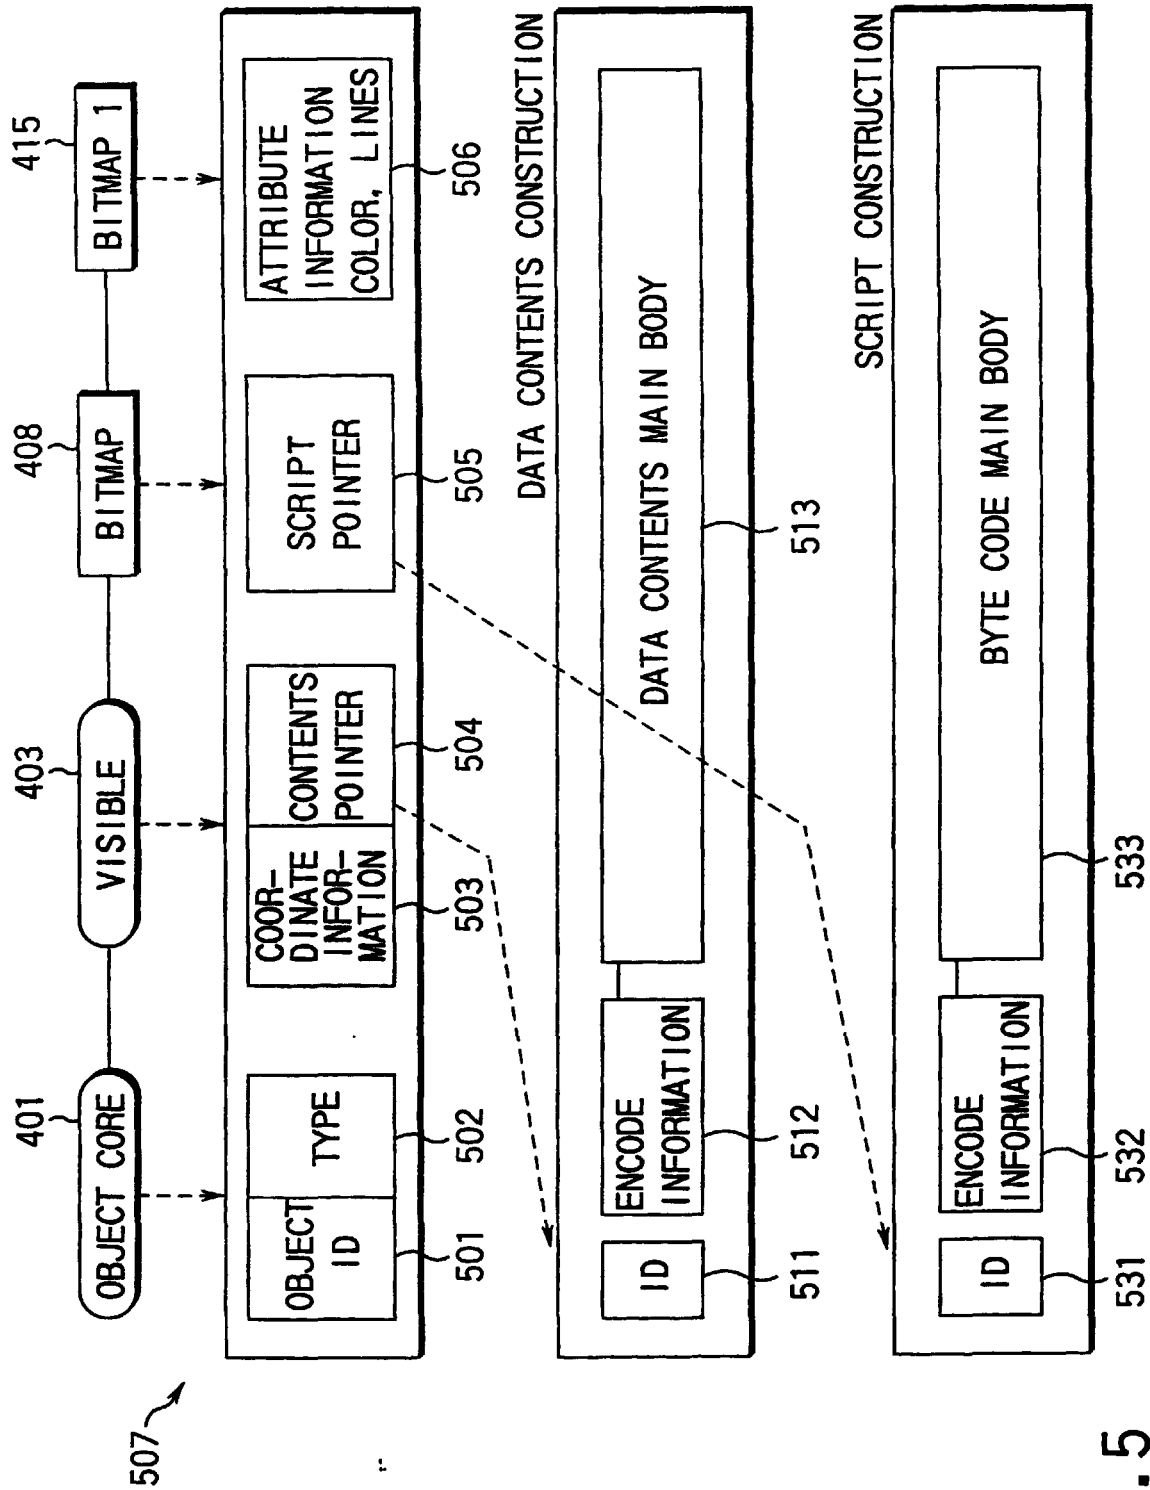 401
403
408
415
OBJECT CORE
VISIBLE
BITMAP
BITMAP 1
507
OBJECT
ID
TYPE
COOR-
DINATE
INFOR-
MATION
CONTENTS
POINTER
SCRIPT
POINTER
ATTRIBUTE
INFORMATION
COLOR, LINES
501
502
503
504
505
506
DATA CONTENTS CONSTRUCTION
ID
ENCODE
INFORMATION
DATA CONTENTS MAIN BODY
511
512
513
SCRIPT CONSTRUCTION
ID
ENCODE
INFORMATION
BYTE CODE MAIN BODY
531
532
533
.5